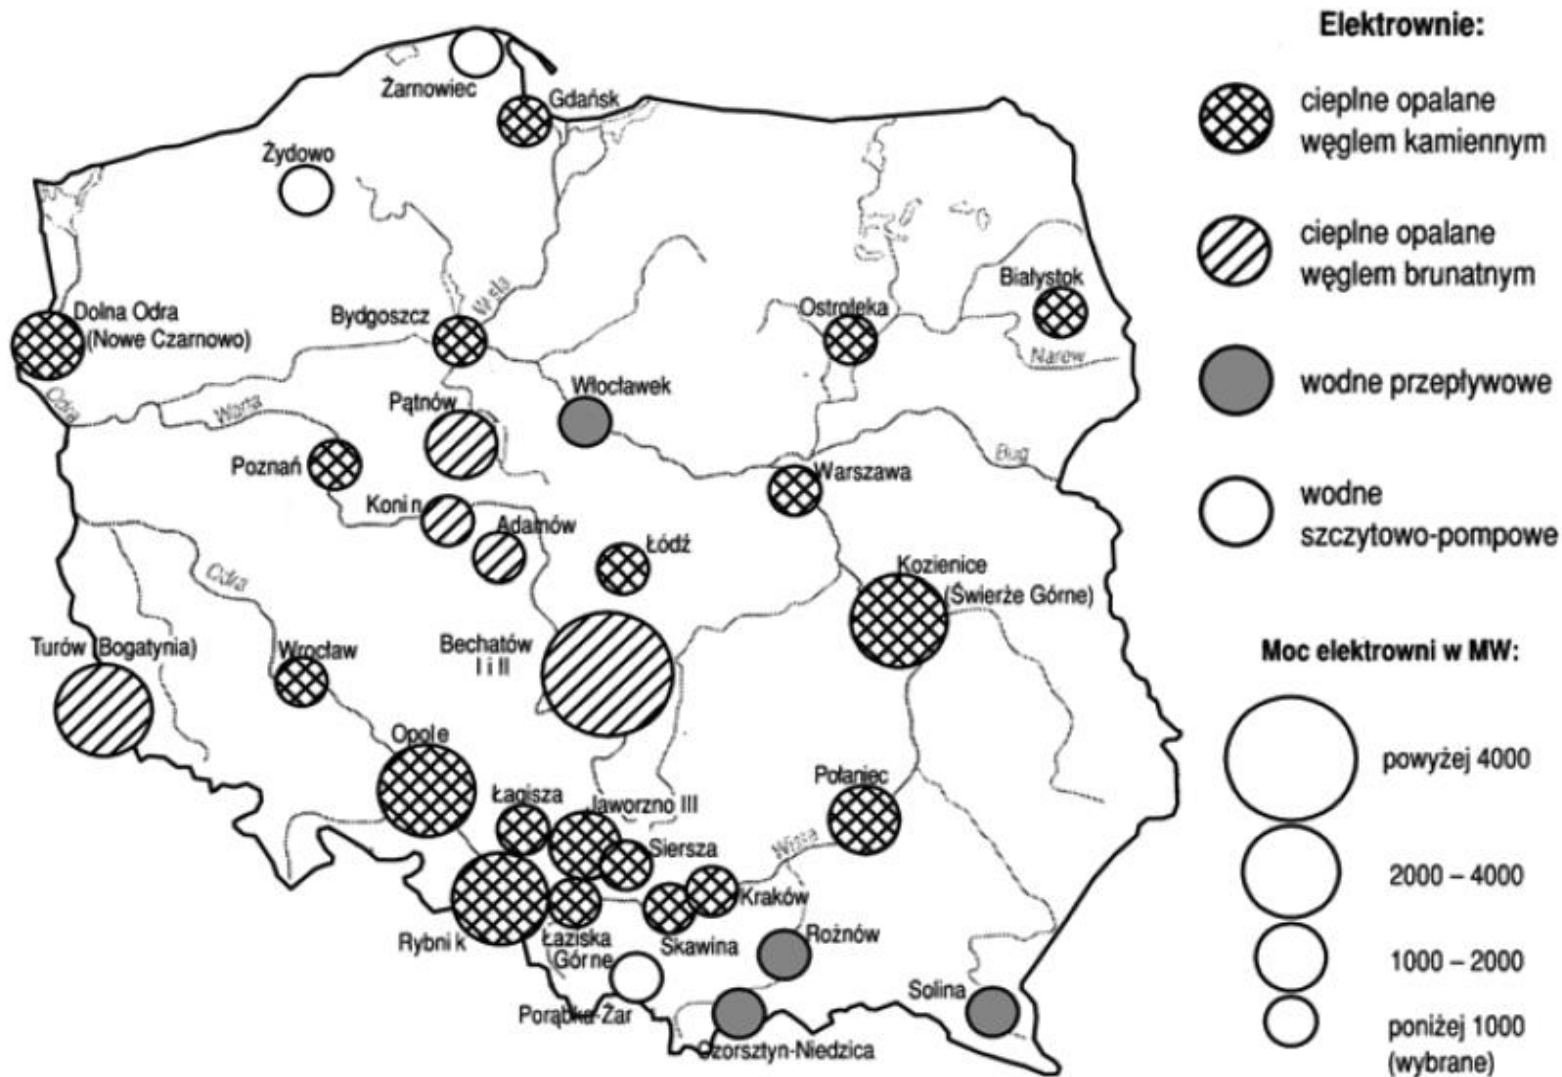 Elektrownie:
cieplne opalane
węglem kamiennym
cieplne opalane
węglem brunatnym
wodne przepływowe
wodne
szczytowo-pompowe
Moc elektrowni w MW:
powyżej 4000
2000 – 4000
1000 – 2000
poniżej 1000
(wybrane)
Żarnowiec
Gdańsk
Żydowo
Białystok
Dolna Odra
(Nowe Czarnowo)
Bydgoszcz
Wisła
Ostrołęka
Narew
Włocławek
Odra
Warta
Pątnów
Bug
Poznań
Warszawa
Konin
Adamów
Łódź
Kozienice
(Świerże Górne)
Odra
Turów (Bogatynia)
Wrocław
Bechatów
I i II
Opole
Łagisza
Jaworzno III
Połaniec
Siersza
Wisła
Kraków
Rybnik
Łaziska
Górne
Skawina
Rożnów
Solina
Porąbka-Żar
Czorsztyn-Niedzica